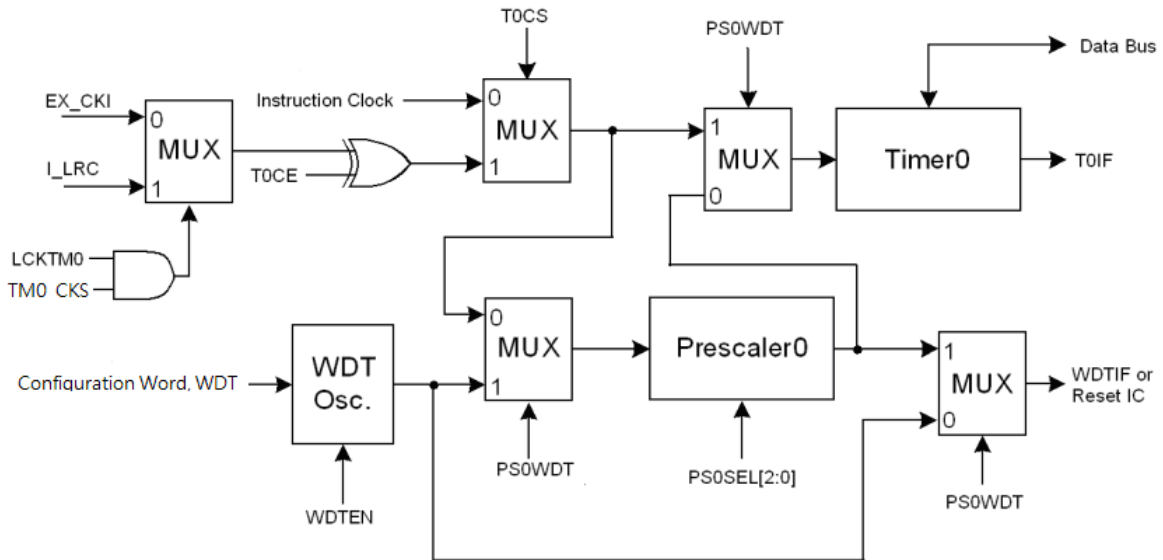 T0CS
PS0WDT
Data Bus
EX_CKI
0
MUX
I_LRC
1
Instruction Clock
0
MUX
1
T0CE
1
MUX
0
Timer0
T0IF
LCKTM0
TM0_CKS
Configuration Word, WDT
WDT
Osc.
WDTEN
0
MUX
1
PS0WDT
Prescaler0
PS0SEL[2:0]
1
MUX
0
WDTIF or
Reset IC
PS0WDT